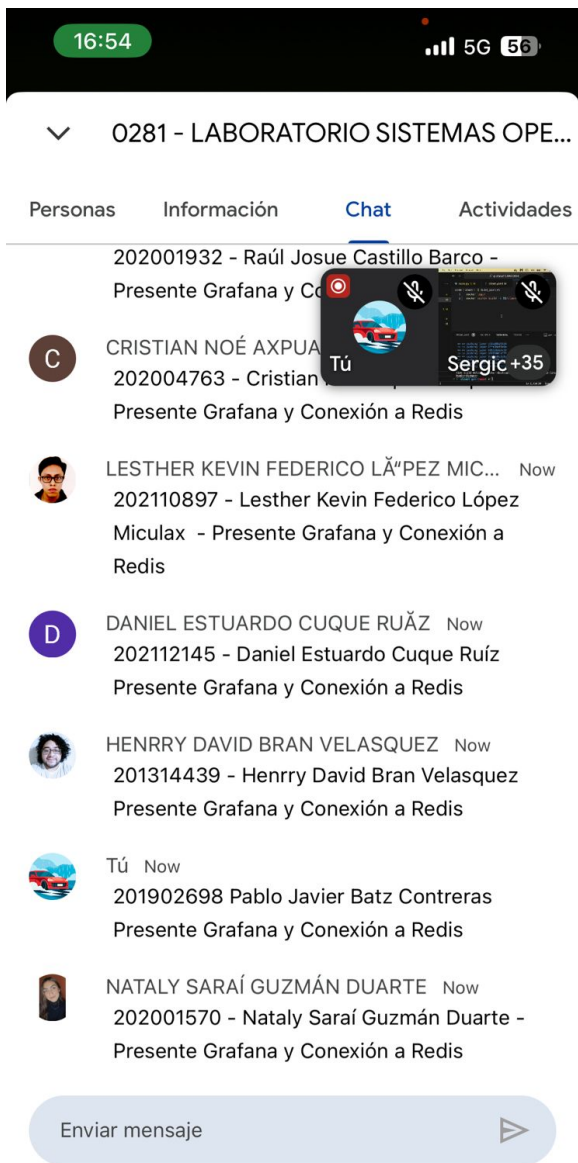 16:54
5G 56
0281 - LABORATORIO SISTEMAS OPE...
Personas Información Chat Actividades
202001932 - Raúl Josue Castillo Barco -
Presente Grafana y Co
C
CRISTIAN NOÉ AXPUA
202004763 - Cristian
Presente Grafana y Conexión a Redis
Tú
Sergio +35
LESTHER KEVIN FEDERICO LĂ“PEZ MIC... Now
202110897 - Lesther Kevin Federico López
Miculax - Presente Grafana y Conexión a
Redis
D
DANIEL ESTUARDO CUQUE RUĂZ Now
202112145 - Daniel Estuardo Cuque Ruíz
Presente Grafana y Conexión a Redis
HENRRY DAVID BRAN VELASQUEZ Now
201314439 - Henrry David Bran Velasquez
Presente Grafana y Conexión a Redis
Tú Now
201902698 Pablo Javier Batz Contreras
Presente Grafana y Conexión a Redis
NATALY SARAÍ GUZMÁN DUARTE Now
202001570 - Nataly Saraí Guzmán Duarte -
Presente Grafana y Conexión a Redis
Enviar mensaje